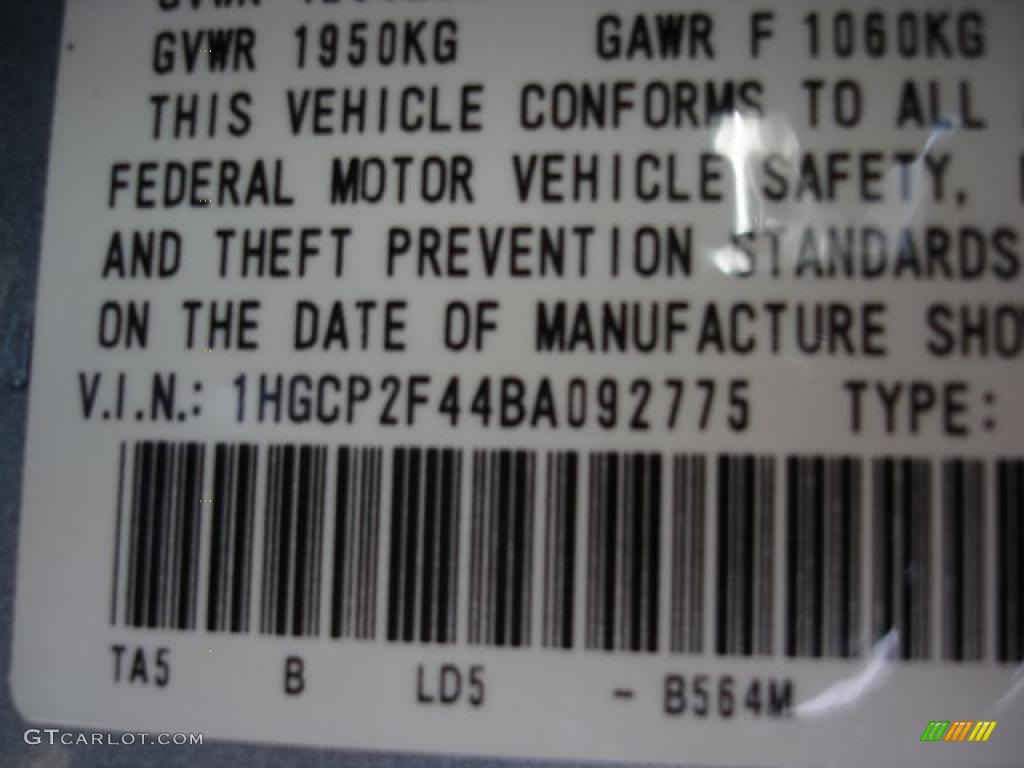 GVWR 1950KG GAWR F 1060KG
THIS VEHICLE CONFORMS TO ALL
FEDERAL MOTOR VEHICLE SAFETY,
AND THEFT PREVENTION STANDARDS
ON THE DATE OF MANUFACTURE SHO
V.I.N.: 1HGCP2F44BA092775 TYPE:
TA5 B LD5 - B564M
GTCARLOT.COM